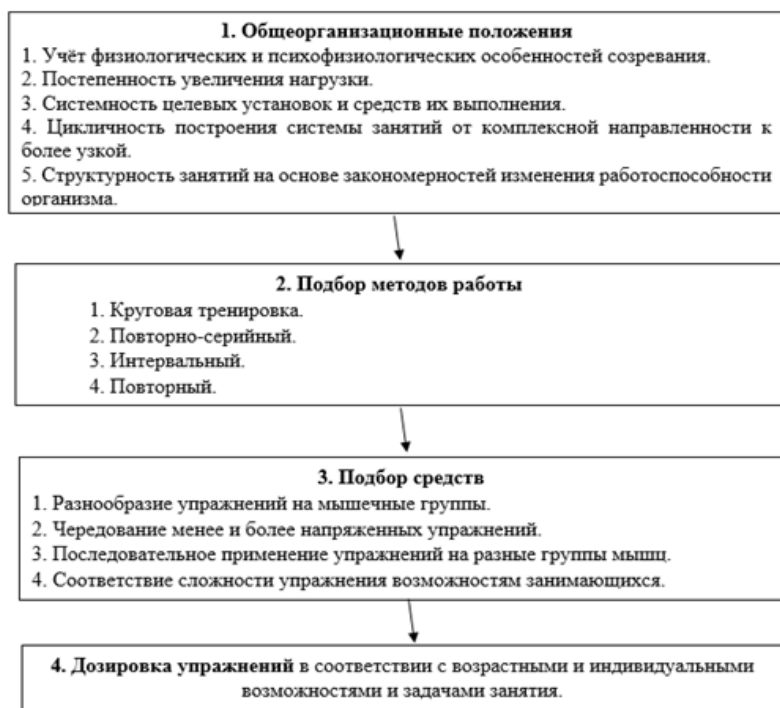 1. Общеорганизационные положения
1. Учёт физиологических и психофизиологических особенностей созревания.
2. Постепенность увеличения нагрузки.
3. Системность целевых установок и средств их выполнения.
4. Цикличность построения системы занятий от комплексной направленности к
более узкой.
5. Структурность занятий на основе закономерностей изменения работоспособности
организма.
2. Подбор методов работы
1. Круговая тренировка.
2. Повторно-серийный.
3. Интервальный.
4. Повторный.
3. Подбор средств
1. Разнообразие упражнений на мышечные группы.
2. Чередование менее и более напряженных упражнений.
3. Последовательное применение упражнений на разные группы мышц.
4. Соответствие сложности упражнения возможностям занимающихся.
4. Дозировка упражнений в соответствии с возрастными и индивидуальными
возможностями и задачами занятия.